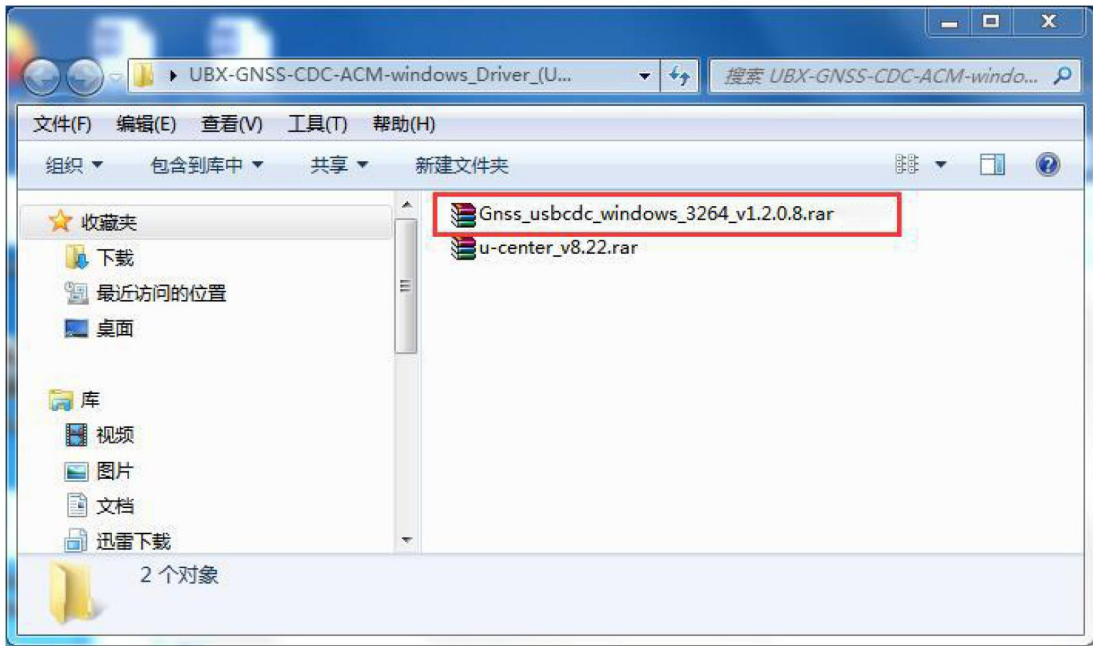 UBX-GNSS-CDC-ACM-windows_Driver_(U...
搜索 UBX-GNSS-CDC-ACM-windo...
文件(F) 编辑(E) 查看(V) 工具(T) 帮助(H)
组织 包含到库中 共享 新建文件夹
收藏夹
下载
最近访问的位置
桌面
库
视频
图片
文档
迅雷下载
Gnss_usbcdc_windows_3264_v1.2.0.8.rar
u-center_v8.22.rar
2 个对象